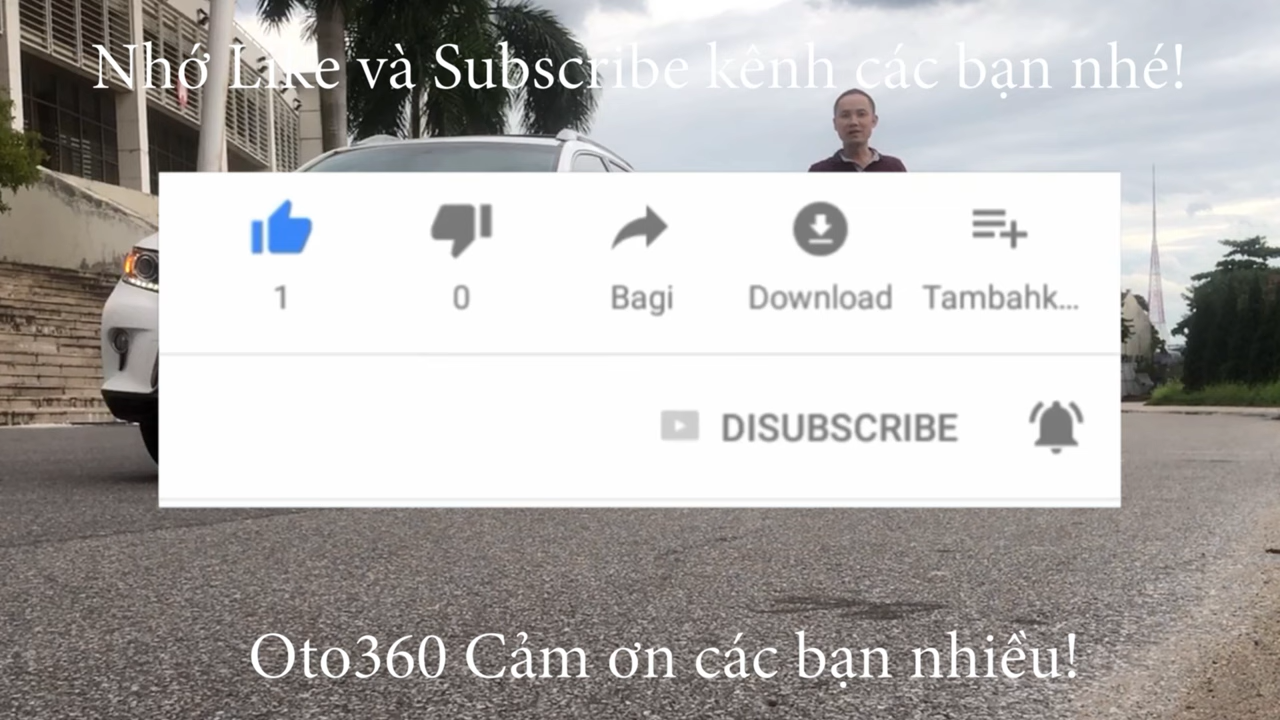 Nhớ Like và Subscribe kênh các bạn nhé!
1 0 Bagi Download Tambahk...
DISUBSCRIBE
Oto360 Cảm ơn các bạn nhiều!